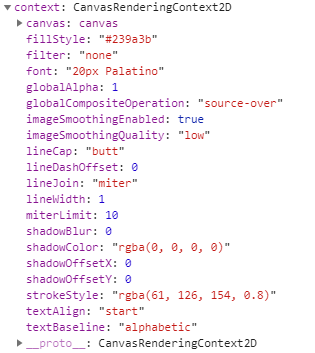 context: CanvasRenderingContext2D
canvas: canvas
fillStyle: "#239a3b"
filter: "none"
font: "20px Palatino"
globalAlpha: 1
globalCompositeOperation: "source-over"
imageSmoothingEnabled: true
imageSmoothingQuality: "low"
lineCap: "butt"
lineDashOffset: 0
lineJoin: "miter"
lineWidth: 1
miterLimit: 10
shadowBlur: 0
shadowColor: "rgba(0, 0, 0, 0)"
shadowOffsetX: 0
shadowOffsetY: 0
strokeStyle: "rgba(61, 126, 154, 0.8)"
textAlign: "start"
textBaseline: "alphabetic"
__proto__: CanvasRenderingContext2D